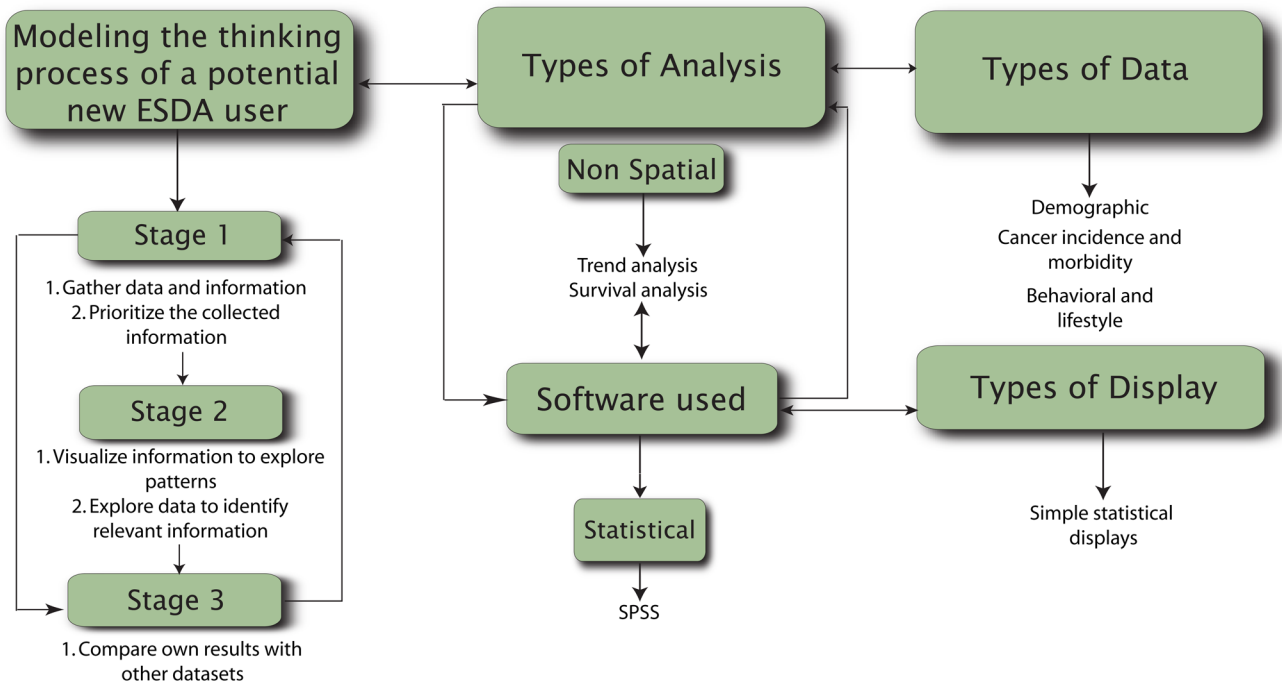 Modeling the thinking
process of a potential
new ESDA user
Stage 1
1. Gather data and information
2. Prioritize the collected
information
Stage 2
1. Visualize information to explore
patterns
2. Explore data to identify
relevant information
Stage 3
1. Compare own results with
other datasets
Types of Analysis
Non Spatial
Trend analysis
Survival analysis
Software used
Statistical
SPSS
Types of Data
Demographic
Cancer incidence and
morbidity
Behavioral and
lifestyle
Types of Display
Simple statistical
displays